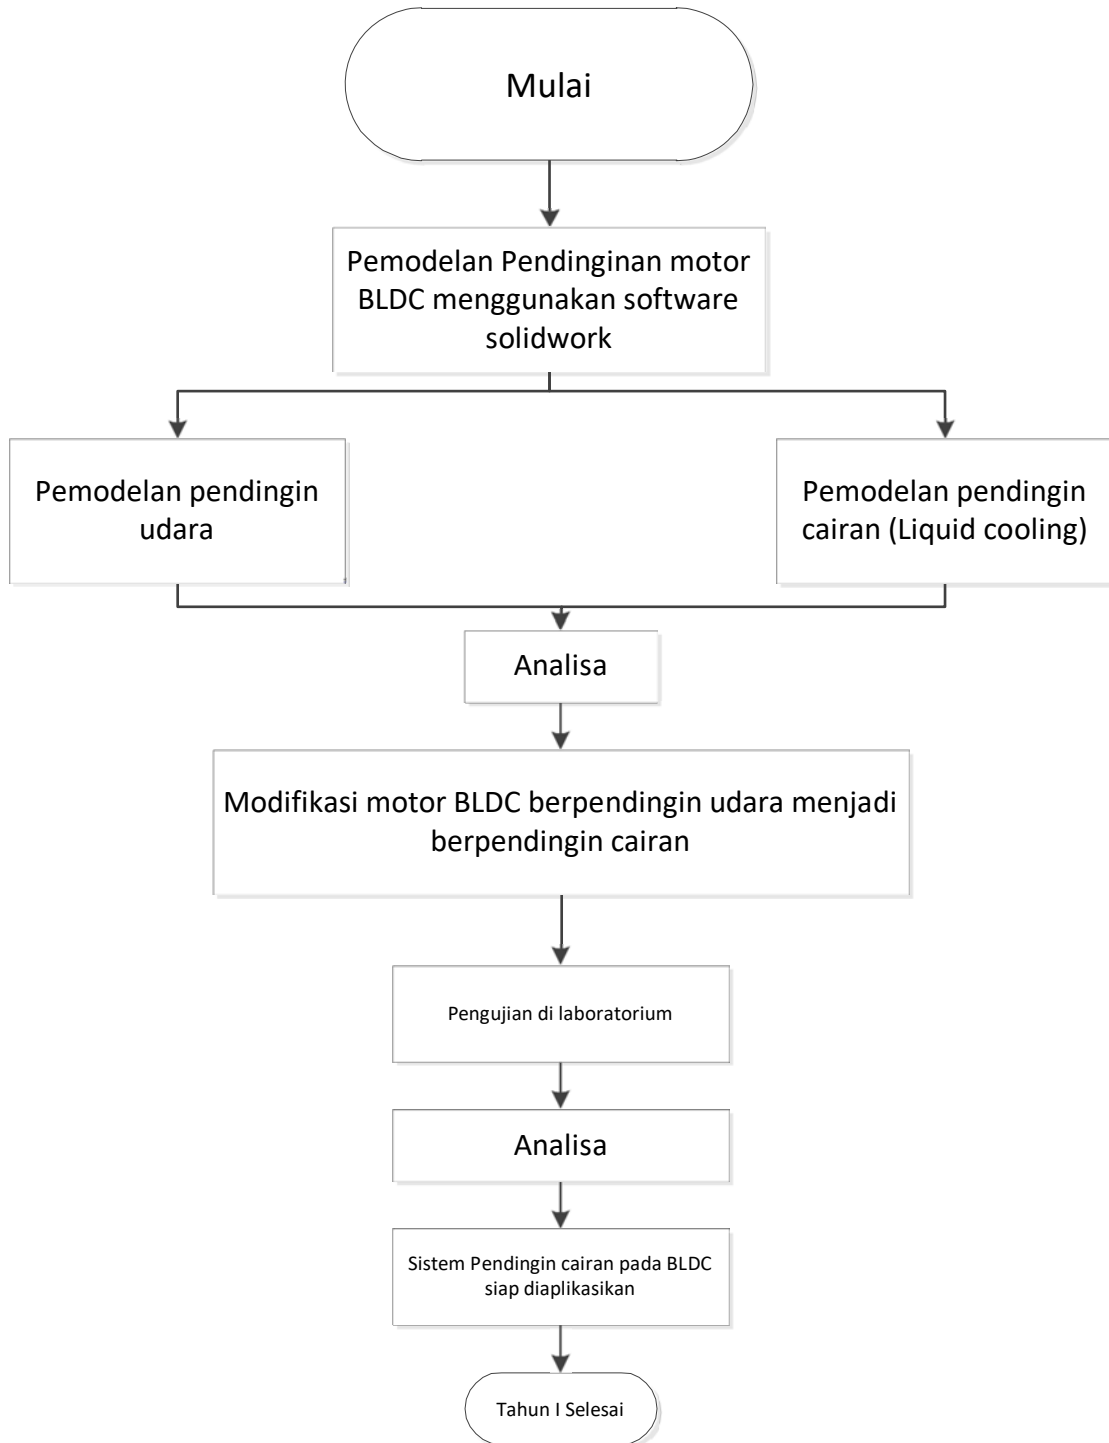 Mulai
Pemodelan Pendinginan motor
BLDC menggunakan software
solidwork
Pemodelan pendingin
udara
Pemodelan pendingin
cairan (Liquid cooling)
Analisa
Modifikasi motor BLDC berpendingin udara menjadi
berpendingin cairan
Pengujian di laboratorium
Analisa
Sistem Pendingin cairan pada BLDC
siap diaplikasikan
Tahun I Selesai